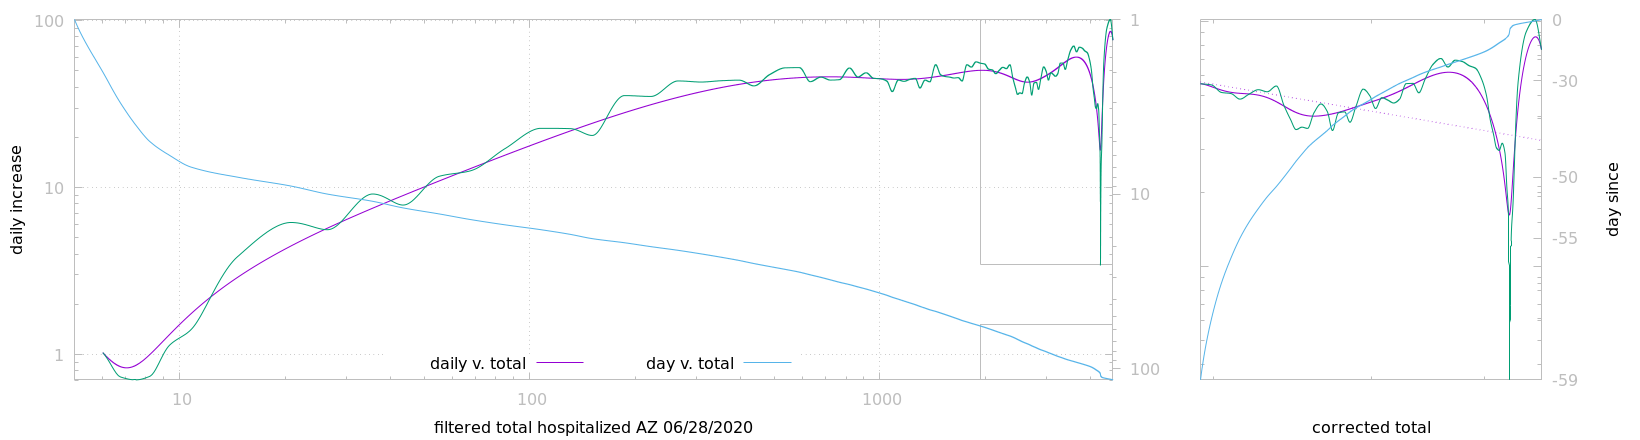 100
10
1
daily increase
10
100
1000
filtered total hospitalized AZ 06/28/2020
daily v. total
day v. total
1
10
100
0
-30
-50
-55
-59
day since
corrected total